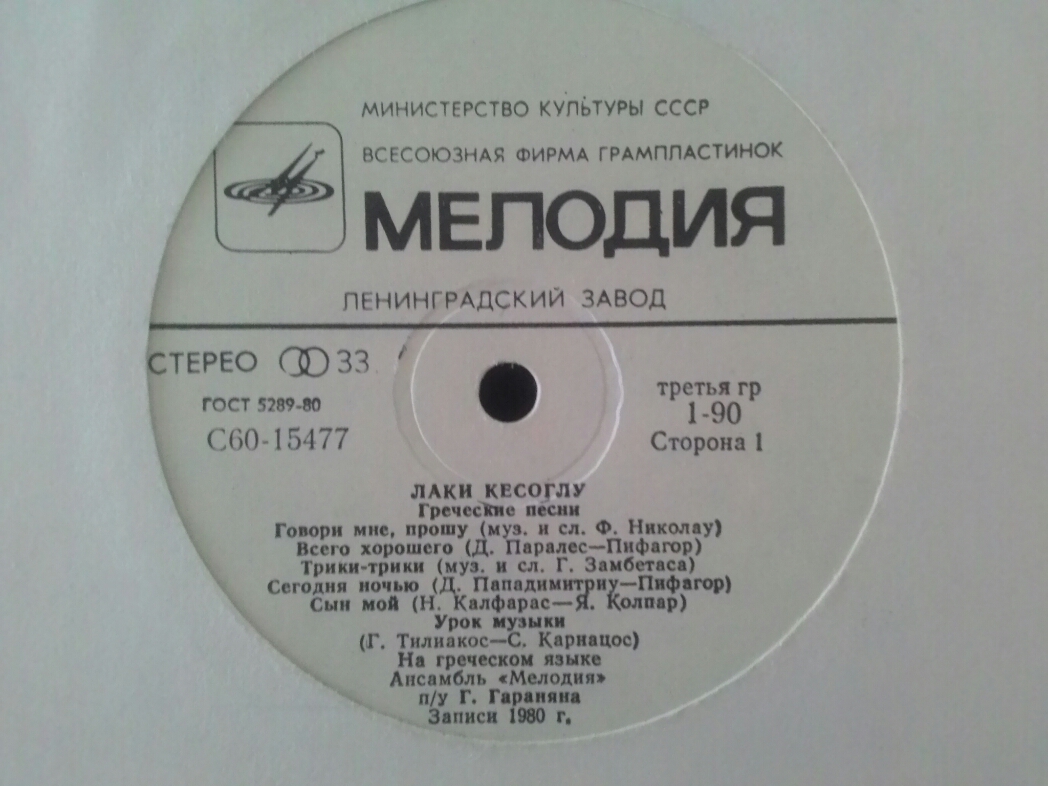 МИНИСТЕРСТВО КУЛЬТУРЫ СССР
ВСЕСОЮЗНАЯ ФИРМА ГРАМПЛАСТИНОК
МЕЛОДИЯ
ЛЕНИНГРАДСКИЙ ЗАВОД
СТЕРЕО 33
ГОСТ 5289-80
С60-15477
третья гр
1-90
Сторона 1
ЛАКИ КЕСОГЛУ
Греческие песни
Говори мне, прошу (муз. и сл. Ф. Николау)
Всего хорошего (Д. Паралес—Пифагор)
Трики-трики (муз. и сл. Г. Замбетаса)
Сегодня ночью (Д. Пападимитриу—Пифагор)
Сын мой (Н. Калфарас—Я. Колпар)
Урок музыки
(Г. Тилиакос—С. Карнацос)
На греческом языке
Ансамбль «Мелодия»
п/у Г. Гараняна
Записи 1980 г.